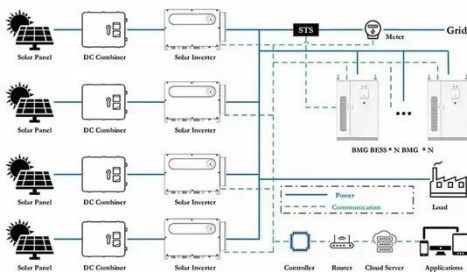 STS
Meter
Grid
Solar Panel DC Combiner Solar Inverter
Solar Panel DC Combiner Solar Inverter
BMG BESS * N BMG * N
Solar Panel DC Combiner Solar Inverter
Power
Communication
Load
Solar Panel DC Combiner Solar Inverter
Controller Router Cloud Server Applications